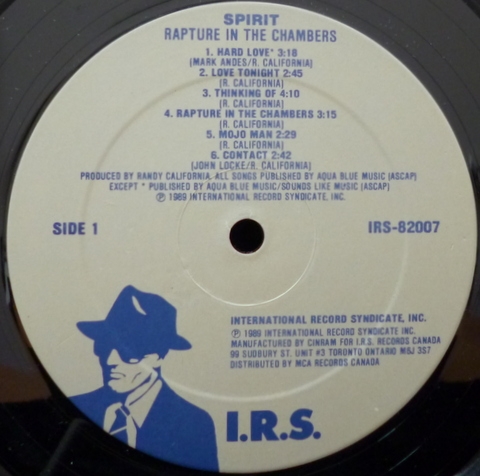 SPIRIT
RAPTURE IN THE CHAMBERS
1. HARD LOVE* 3:18
(MARK ANDES/R. CALIFORNIA)
2. LOVE TONIGHT 2:45
(R. CALIFORNIA)
3. THINKING OF 4:10
(R. CALIFORNIA)
4. RAPTURE IN THE CHAMBERS 3:15
(R. CALIFORNIA)
5. MOJO MAN 2:29
(R. CALIFORNIA)
6. CONTACT 2:42
(JOHN LOCKE/R. CALIFORNIA)
PRODUCED BY RANDY CALIFORNIA. ALL SONGS PUBLISHED BY AQUA BLUE MUSIC (ASCAP)
EXCEPT * PUBLISHED BY AQUA BLUE MUSIC/SOUNDS LIKE MUSIC (ASCAP)
℗ 1989 INTERNATIONAL RECORD SYNDICATE, INC.
SIDE 1
IRS-82007
INTERNATIONAL RECORD SYNDICATE, INC.
℗ 1989 INTERNATIONAL RECORD SYNDICATE INC.
MANUFACTURED BY CINRAM FOR I.R.S. RECORDS CANADA
99 SUDBURY ST. UNIT #3 TORONTO ONTARIO M6J 3S7
DISTRIBUTED BY MCA RECORDS CANADA
I.R.S.